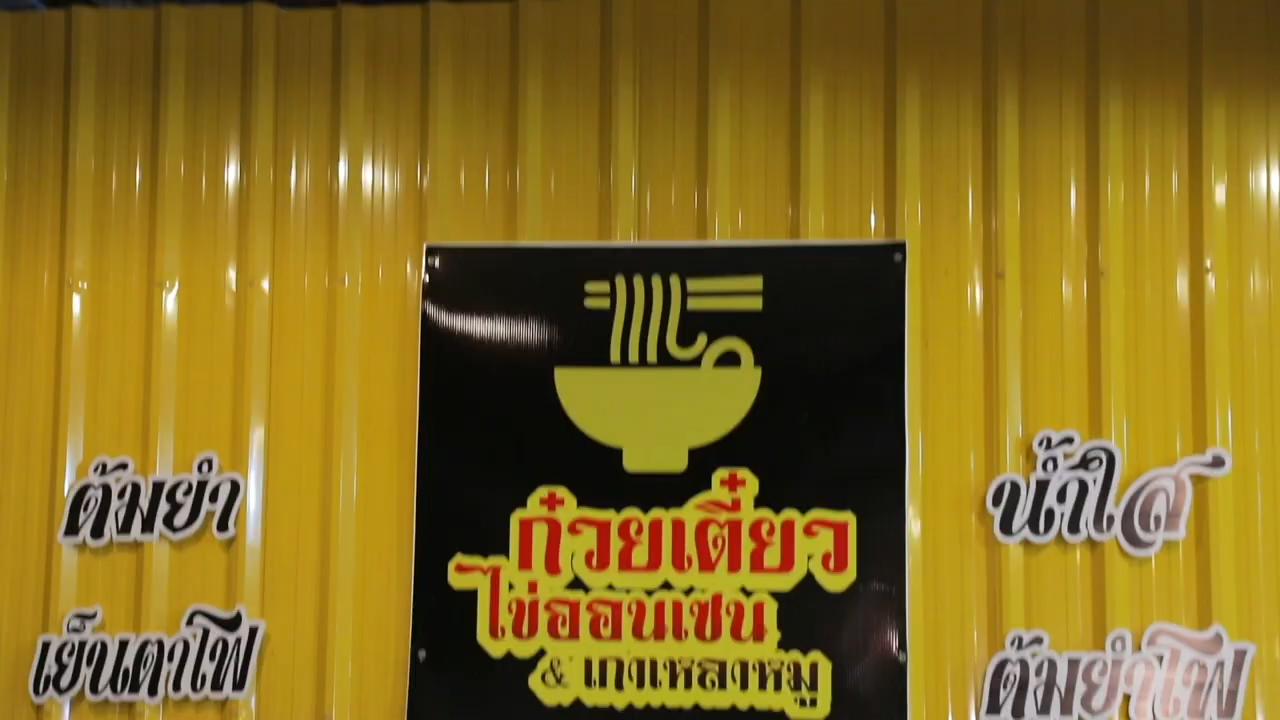 ต้มยำ
เย็นตาโฟ
ก๋วยเตี๋ยว
ไข่ออนเซน
& เกาเหลาหมู
น้ำใส
ต้มยำโฟ